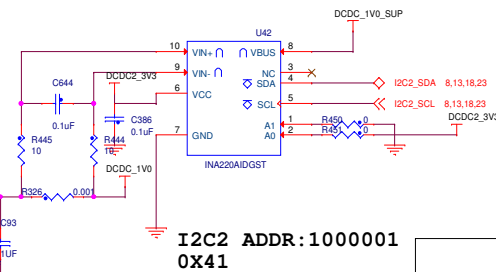 DCDC_1V0_SUP
U42
10 VIN+ VBUS 8
9 VIN- NC 3
SDA 4 I2C2_SDA 8,13,18,23
6 VCC SCL 5 I2C2_SCL 8,13,18,23
C644 DCDC2_3V3
0.1uF C386
0.1uF
DCDC2_3V3
A1 1 R450 0
7 GND A0 2 R451 0
R445 R444
10 10
INA220AIDGST
DCDC_1V0
R326 0.001
C93
1UF
I2C2 ADDR:1000001
0X41